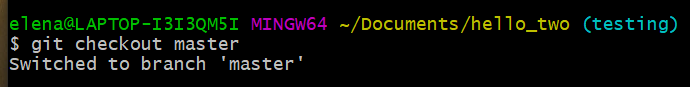 elena@LAPTOP-I3I3QM5I MINGW64 ~/Documents/hello_two (testing)
$ git checkout master
Switched to branch 'master'